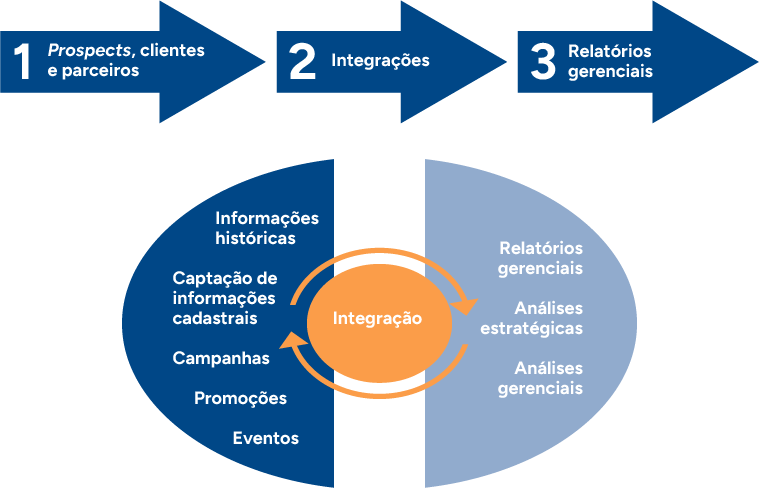 1
Prospects, clientes
e parceiros
2
Integrações
3
Relatórios
gerenciais
Informações
históricas
Captação de
informações
cadastrais
Campanhas
Promoções
Eventos
Integração
Relatórios
gerenciais
Análises
estratégicas
Análises
gerenciais